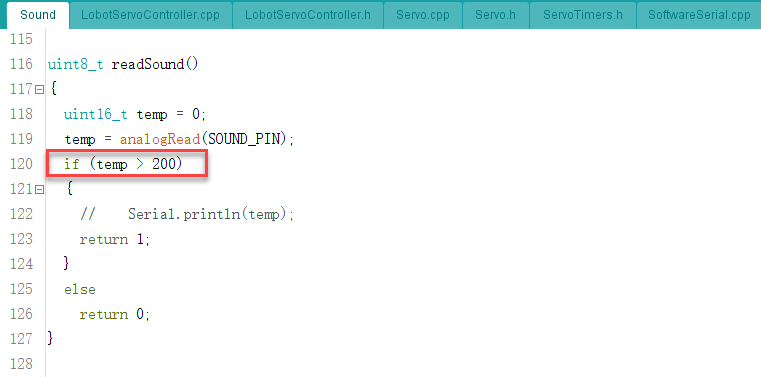 Sound LobotServoController.cpp LobotServoController.h Servo.cpp Servo.h ServoTimers.h SoftwareSerial.cpp
115
116 uint8_t readSound()
117 {
118 uint16_t temp = 0;
119 temp = analogRead(SOUND_PIN);
120 if (temp > 200)
121 {
122 // Serial.println(temp);
123 return 1;
124 }
125 else
126 return 0;
127 }
128